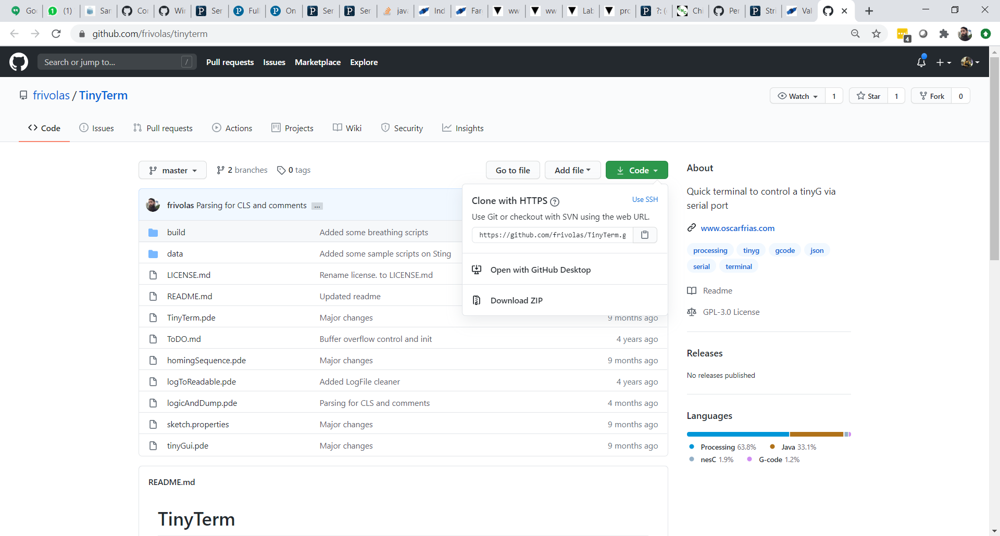 Go
(1)
San
Cor
Wir
Ser
Full
On
Ser
Ser
java
Ind
Far
ww
ww
Lab
pro
?: (
Chi
Per
Stri
Val
github.com/frivolas/tinyterm
4
Search or jump to... /
Pull requests
Issues
Marketplace
Explore
frivolas / TinyTerm
Watch 1
Star 1
Fork 0
Code
Issues
Pull requests
Actions
Projects
Wiki
Security
Insights
master
2 branches
0 tags
Go to file
Add file
Code
frivolas Parsing for CLS and comments ...
build Added some breathing scripts
data Added some sample scripts on Sting
LICENSE.md Rename license. to LICENSE.md
README.md Updated readme
TinyTerm.pde Major changes 9 months ago
ToDO.md Buffer overflow control and init 4 years ago
homingSequence.pde Major changes 9 months ago
logToReadable.pde Added LogFile cleaner 4 years ago
logicAndDump.pde Parsing for CLS and comments 4 months ago
sketch.properties Major changes 9 months ago
tinyGui.pde Major changes 9 months ago
Clone with HTTPS ?
Use SSH
Use Git or checkout with SVN using the web URL.
https://github.com/frivolas/TinyTerm.g
Open with GitHub Desktop
Download ZIP
README.md
TinyTerm
About
Quick terminal to control a tinyG via
serial port
www.oscarfrias.com
processing tinyg gcode json
serial terminal
Readme
GPL-3.0 License
Releases
No releases published
Languages
Processing 63.8% Java 33.1%
nesC 1.9% G-code 1.2%